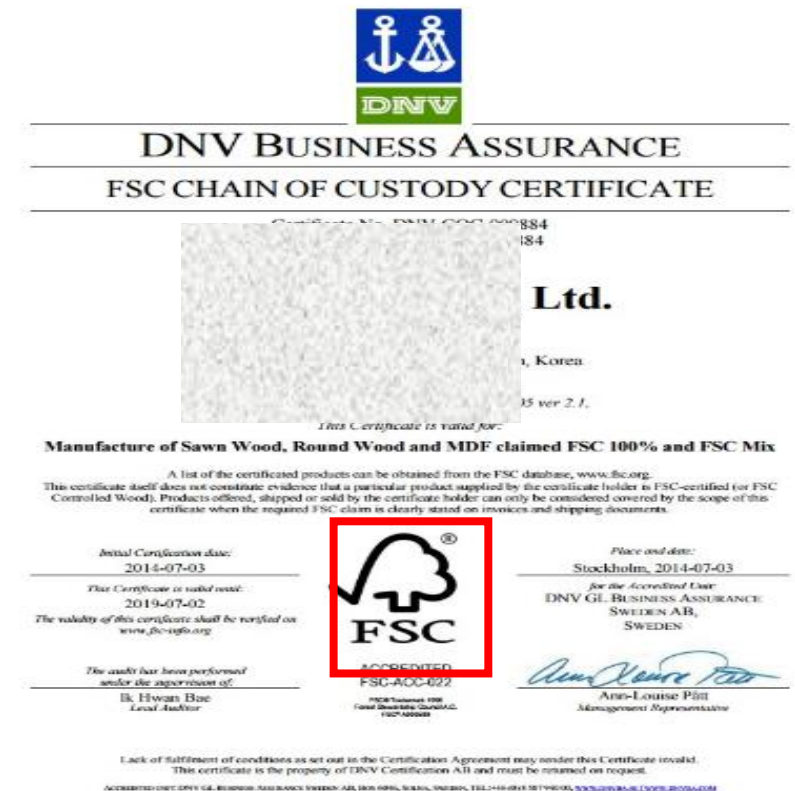 DNV
DNV BUSINESS ASSURANCE
FSC CHAIN OF CUSTODY CERTIFICATE
884
884
Ltd.
, Korea
ver 2.1.
This Certificate is valid for:
Manufacture of Sawn Wood, Round Wood and MDF claimed FSC 100% and FSC Mix
A list of the certificated products can be obtained from the FSC database, www.fsc.org.
This certificate itself does not constitute evidence that a particular product supplied by the certificate holder is FSC-certified (or FSC
Controlled Wood). Products offered, shipped or sold by the certificate holder can only be considered covered by the scope of this
certificate when the required FSC claim is clearly stated on invoices and shipping documents.
Initial Certification date:
2014-07-03
This Certificate is valid until:
2019-07-02
The validity of this certificate shall be verified on
www.fsc-info.org
The audit has been performed
under the supervision of:
Ik Hwan Bae
Lead Auditor
®
FSC
ACCREDITED
FSC-ACC-022
Place and date:
Stockholm, 2014-07-03
for the Accredited Unit:
DNV GL BUSINESS ASSURANCE
SWEDEN AB,
SWEDEN
Ann-Louise Pått
Management Representative
Lack of fulfilment of conditions as set out in the Certification Agreement may render this Certificate invalid.
This certificate is the property of DNV Certification AB and must be returned on request.